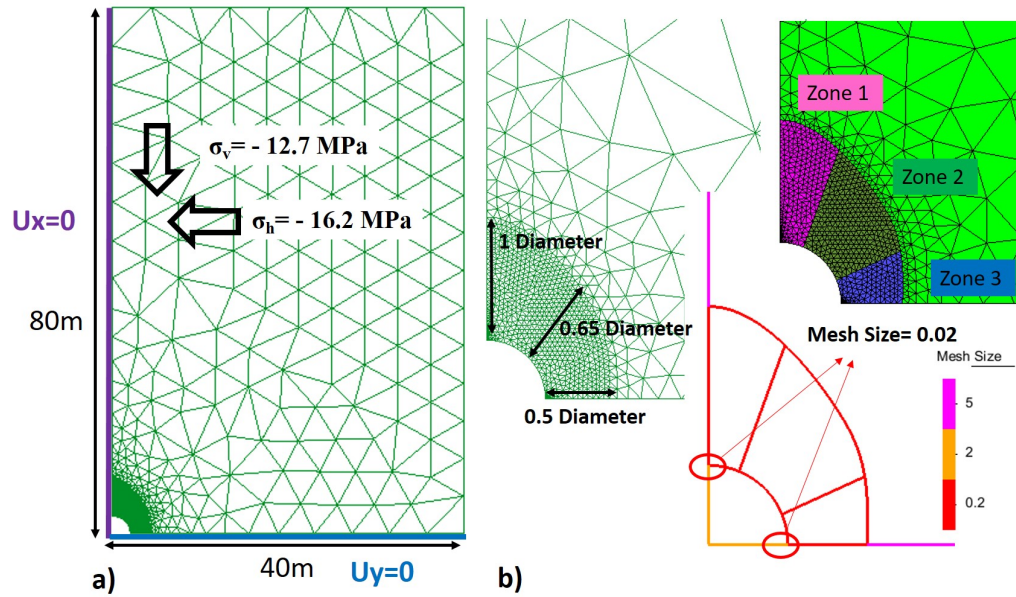 σv= - 12.7 MPa
Ux=0
σh= - 16.2 MPa
80m
40m
a)
Uy=0
1 Diameter
0.65 Diameter
0.5 Diameter
b)
Zone 1
Zone 2
Zone 3
Mesh Size= 0.02
Mesh Size
5
2
0.2